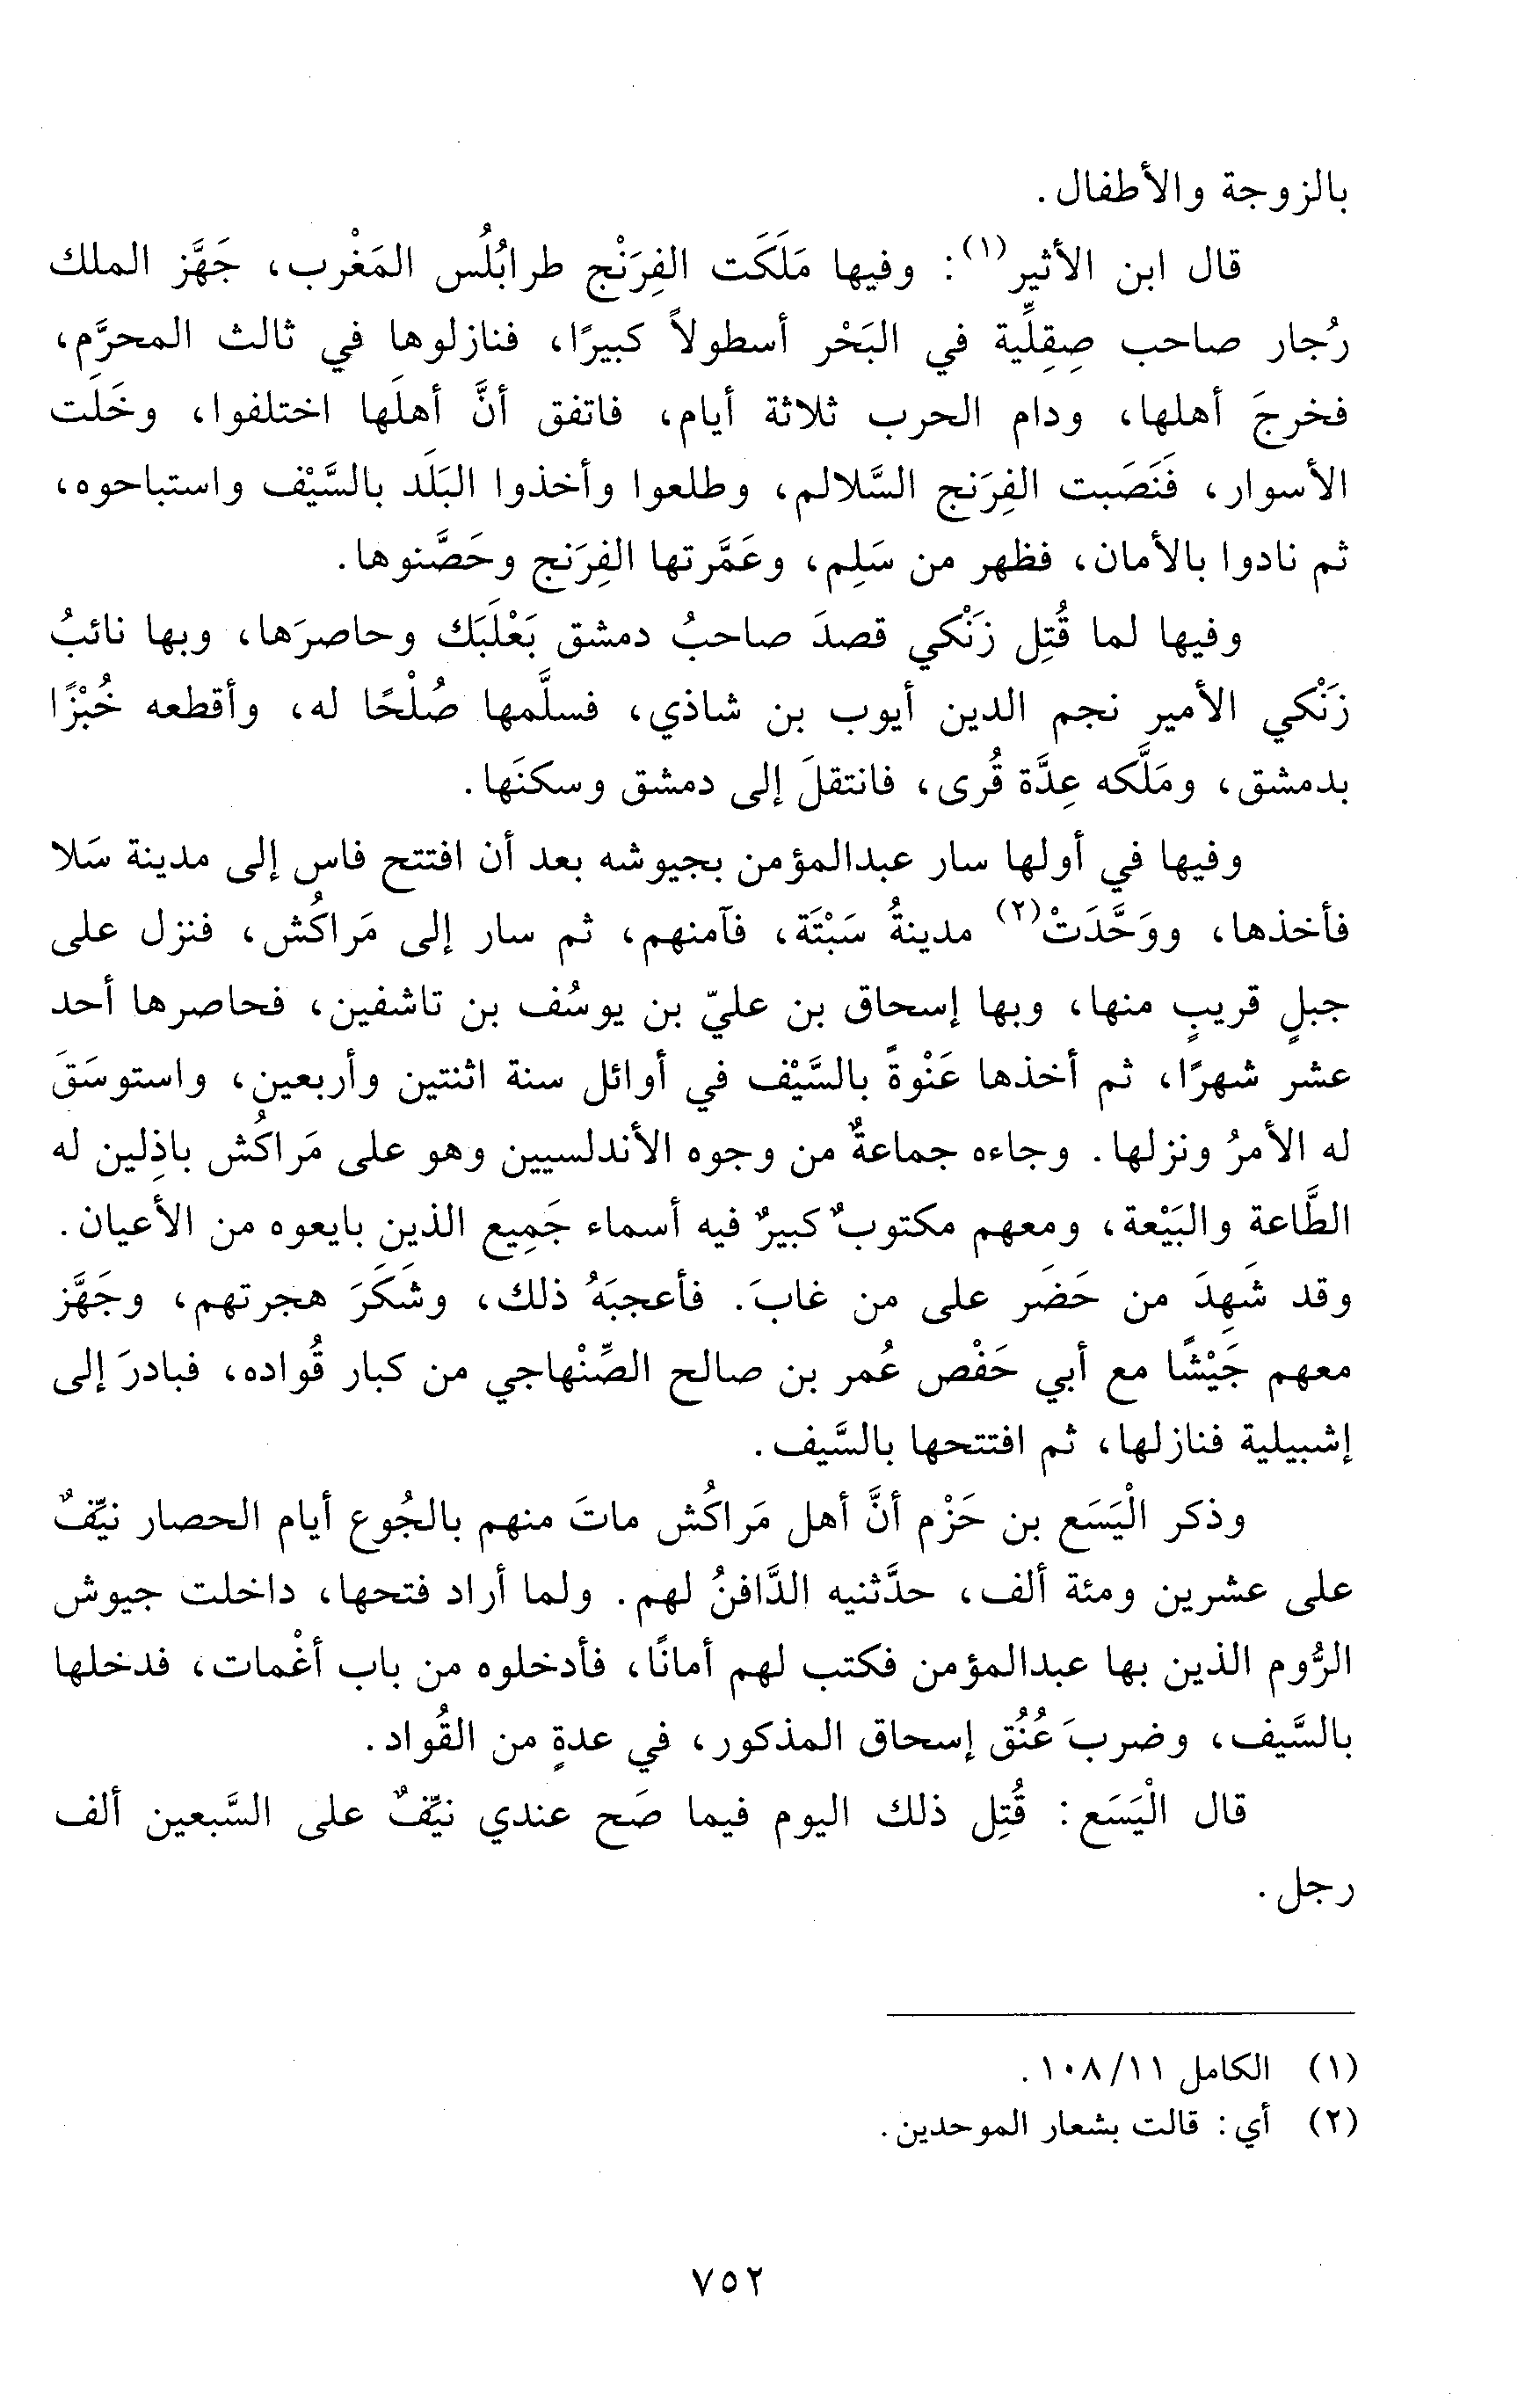 بالزوجة والأطفال.
قال ابن الأثير(١): وفيها مَلَكَت الفِرَنْج طرابُلُس المَغْرب، جَهَّز الملك
رُجار صاحب صِقِلِّية في البَحْر أسطولاً كبيرًا، فنازلوها في ثالث المحرَّم،
فخرجَ أهلها، ودام الحرب ثلاثة أيام، فاتفق أنَّ أهلَها اختلفوا، وخَلَت
الأسوار، فَنَصَبت الفِرَنج السَّلالم، وطلعوا وأخذوا البَلَد بالسَّيْف واستباحوه،
ثم نادوا بالأمان، فظهر من سَلِم، وعَمَّرتها الفِرَنج وحَصَّنوها.
وفيها لما قُتِل زَنْكي قصدَ صاحبُ دمشق بَعْلَبَك وحاصرَها، وبها نائبُ
زَنْكي الأمير نجم الدين أيوب بن شاذي، فسلَّمها صُلْحًا له، وأقطعه خُبْزًا
بدمشق، ومَلَّكه عِدَّة قُرى، فانتقلَ إلى دمشق وسكنَها.
وفيها في أولها سار عبدالمؤمن بجيوشه بعد أن افتتح فاس إلى مدينة سَلا
فأخذها، ووَحَّدَتْ(٢) مدينةُ سَبْتَة، فآمنهم، ثم سار إلى مَراكُش، فنزل على
جبلٍ قريبٍ منها، وبها إسحاق بن عليّ بن يوسُف بن تاشفين، فحاصرها أحد
عشر شهرًا، ثم أخذها عَنْوةً بالسَّيْف في أوائل سنة اثنتين وأربعين، واستوسَقَ
له الأمرُ ونزلها. وجاءه جماعةٌ من وجوه الأندلسيين وهو على مَراكُش باذِلين له
الطَّاعة والبَيْعة، ومعهم مكتوبٌ كبيرٌ فيه أسماء جَمِيع الذين بايعوه من الأعيان.
وقد شَهِدَ من حَضَر على من غابَ. فأعجبَهُ ذلك، وشَكَرَ هجرتهم، وجَهَّز
معهم جَيْشًا مع أبي حَفْص عُمر بن صالح الصِّنْهاجي من كبار قُواده، فبادرَ إلى
إشبيلية فنازلها، ثم افتتحها بالسَّيف.
وذكر الْيَسَع بن حَزْم أنَّ أهل مَراكُش ماتَ منهم بالجُوع أيام الحصار نيِّفٌ
على عشرين ومئة ألف، حدَّثنيه الدَّافنُ لهم. ولما أراد فتحها، داخلت جيوش
الرُّوم الذين بها عبدالمؤمن فكتب لهم أمانًا، فأدخلوه من باب أغْمات، فدخلها
بالسَّيف، وضربَ عُنُق إسحاق المذكور، في عدةٍ من القُواد.
قال الْيَسَع: قُتِل ذلك اليوم فيما صَح عندي نيِّفٌ على السَّبعين ألف
رجل.
(١) الكامل ١١/ ١٠٨.
(٢) أي: قالت بشعار الموحدين.
٧٥٢